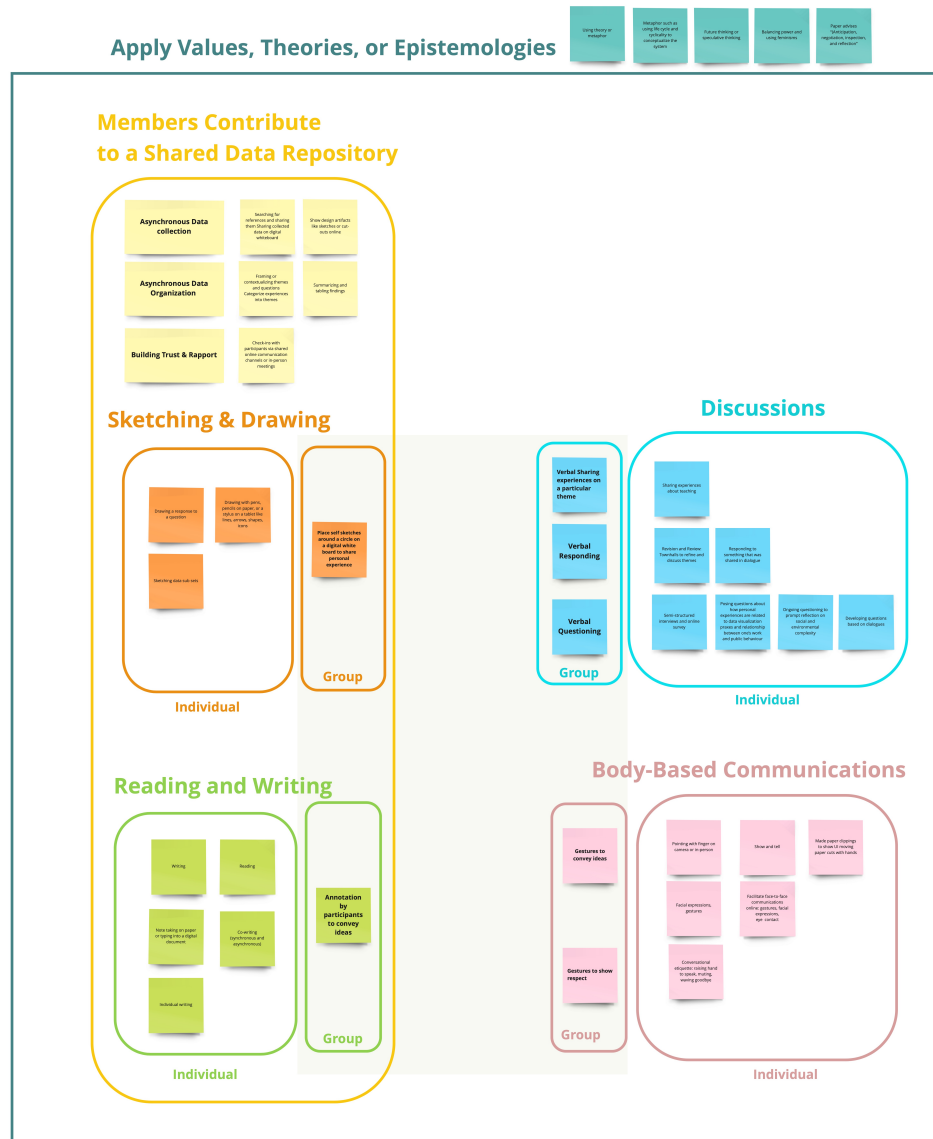 Apply Values, Theories, or Epistemologies
Using theory or
metaphor
Metaphor such as
using life cycle and
cyclicality to
conceptualize the
system
Future thinking or
speculative thinking
Balancing power and
using feminisms
Paper advises
"(Anticipation,
negotiation, inspection,
and reflection"
Members Contribute
to a Shared Data Repository
Asynchronous Data
collection
Searching for
references and sharing
them Sharing collected
data on digital
whiteboard
Show design artifacts
like sketches or cut-
outs online
Asynchronous Data
Organization
Framing or
contextualizing themes
and questions
Categorize experiences
into themes
Summarizing and
tabling findings
Building Trust & Rapport
Check-ins with
participants via shared
online communication
channels or in-person
meetings
Sketching & Drawing
Drawing a response to
a question
Drawing with pens,
pencils on paper, or a
stylus on a tablet like
lines, arrows, shapes,
icons
Sketching data sub sets
Individual
Place self sketches
around a circle on
a digital white
board to share
personal
experience
Group
Discussions
Verbal Sharing
experiences on
a particular
theme
Verbal
Responding
Verbal
Questioning
Group
Sharing experiences
about teaching
Revision and Review
Townhalls to refine and
discuss themes
Responding to
something that was
shared in dialogue
Semi-structured
interviews and online
survey
Posing questions about
how personal
experiences are related
to data visualisation
praxis and relationship
between one's work
and public behaviour
Ongoing questioning to
prompt reflection on
social and
environmental
complexity
Developing questions
based on dialogues
Individual
Reading and Writing
Writing
Reading
Note taking on paper
or typing into a digital
document
Co-writing
(synchronous and
asynchronous)
Individual writing
Individual
Annotation
by
participants
to convey
ideas
Group
Body-Based Communications
Gestures to
convey ideas
Gestures to show
respect
Group
Pointing with finger on
camera or in-person
Show and tell
Made paper clippings
to show UI moving
paper cuts with hands
Facial expressions,
gestures
Facilitate face-to-face
communications
online: gestures, facial
expressions,
eye contact
Conversational
etiquette: raising hand
to speak, muting,
waving goodbye
Individual